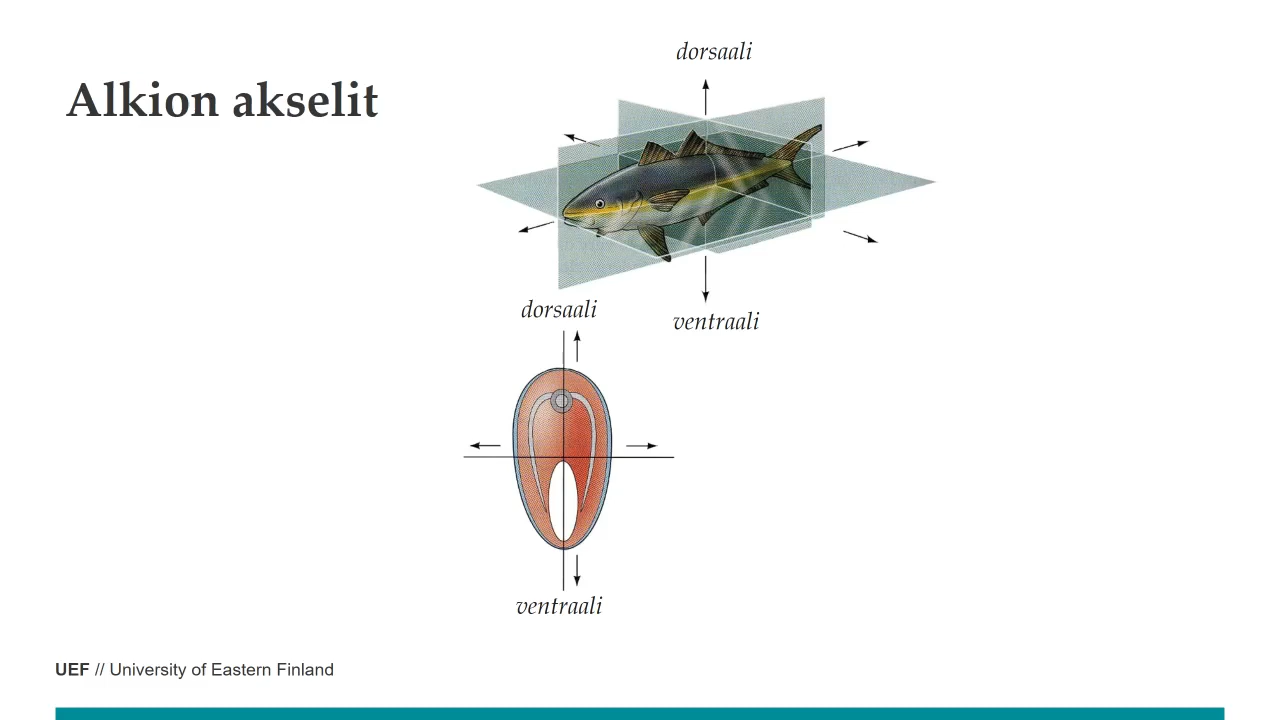 Alkion akselit
dorsaali
ventraali
dorsaali
ventraali
UEF // University of Eastern Finland